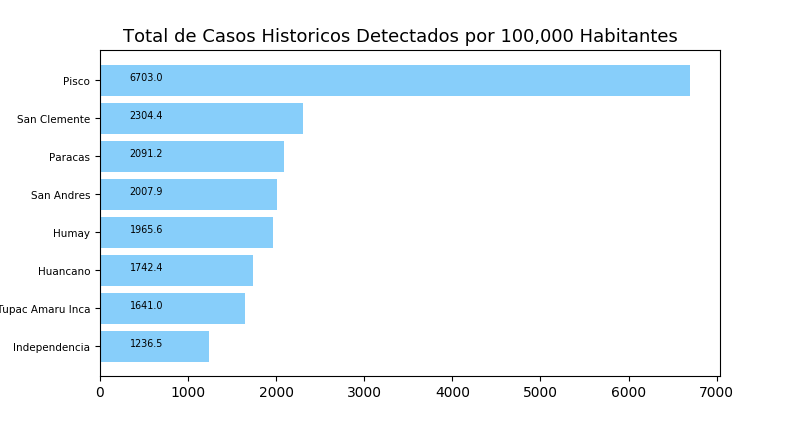 Total de Casos Historicos Detectados por 100,000 Habitantes
Pisco 6703.0
San Clemente 2304.4
Paracas 2091.2
San Andres 2007.9
Humay 1965.6
Huancano 1742.4
Tupac Amaru Inca 1641.0
Independencia 1236.5
0 1000 2000 3000 4000 5000 6000 7000